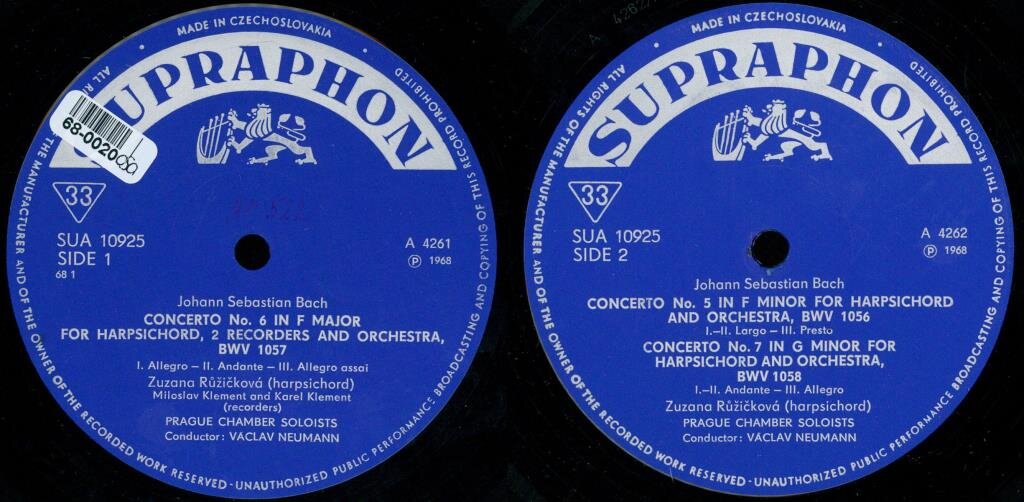 MADE IN CZECHOSLOVAKIA
SUPRAPHON
68-0020
33
SUA 10925
SIDE 1
68 1
A 4261
Ⓟ 1968
Johann Sebastian Bach
CONCERTO No. 6 IN F MAJOR
FOR HARPSICHORD, 2 RECORDERS AND ORCHESTRA,
BWV 1057
I. Allegro – II. Andante – III. Allegro assai
Zuzana Růžičková (harpsichord)
Miloslav Klement and Karel Klement
(recorders)
PRAGUE CHAMBER SOLOISTS
Conductor: VÁCLAV NEUMANN
ALL RIGHTS OF THE MANUFACTURER AND OF THE OWNER OF THE RECORDED WORK RESERVED - UNAUTHORIZED PUBLIC PERFORMANCE BROADCASTING AND COPYING OF THIS RECORD PROHIBITED
MADE IN CZECHOSLOVAKIA
SUPRAPHON
33
SUA 10925
SIDE 2
A 4262
Ⓟ 1968
Johann Sebastian Bach
CONCERTO No. 5 IN F MINOR FOR HARPSICHORD
AND ORCHESTRA, BWV 1056
I.–II. Largo – III. Presto
CONCERTO No. 7 IN G MINOR FOR
HARPSICHORD AND ORCHESTRA,
BWV 1058
I.–II. Andante – III. Allegro
Zuzana Růžičková (harpsichord)
PRAGUE CHAMBER SOLOISTS
Conductor: VÁCLAV NEUMANN
ALL RIGHTS OF THE MANUFACTURER AND OF THE OWNER OF THE RECORDED WORK RESERVED - UNAUTHORIZED PUBLIC PERFORMANCE BROADCASTING AND COPYING OF THIS RECORD PROHIBITED